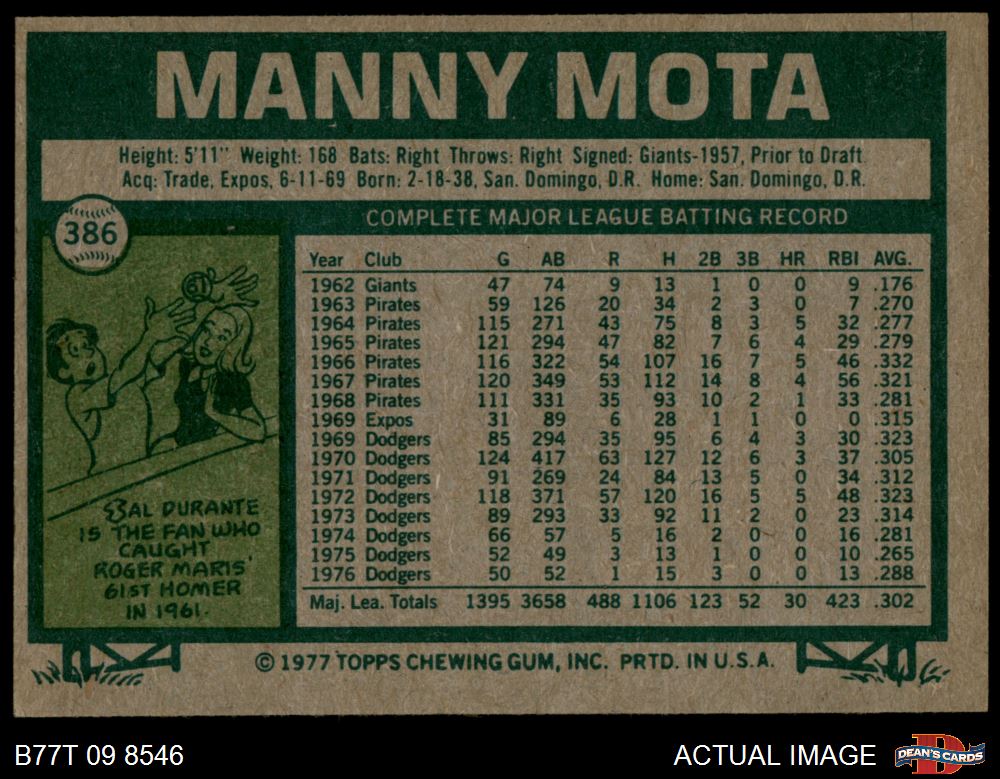 MANNY MOTA
Height: 5'11" Weight: 168 Bats: Right Throws: Right Signed: Giants-1957, Prior to Draft
Acq: Trade, Expos, 6-11-69 Born: 2-18-38, San. Domingo, D.R. Home: San. Domingo, D.R.
386
COMPLETE MAJOR LEAGUE BATTING RECORD
Year Club G AB R H 2B 3B HR RBI AVG.
1962 Giants 47 74 9 13 1 0 0 9 .176
1963 Pirates 59 126 20 34 2 3 0 7 .270
1964 Pirates 115 271 43 75 8 3 5 32 .277
1965 Pirates 121 294 47 82 7 6 4 29 .279
1966 Pirates 116 322 54 107 16 7 5 46 .332
1967 Pirates 120 349 53 112 14 8 4 56 .321
1968 Pirates 111 331 35 93 10 2 1 33 .281
1969 Expos 31 89 6 28 1 1 0 0 .315
1969 Dodgers 85 294 35 95 6 4 3 30 .323
1970 Dodgers 124 417 63 127 12 6 3 37 .305
1971 Dodgers 91 269 24 84 13 5 0 34 .312
1972 Dodgers 118 371 57 120 16 5 5 48 .323
1973 Dodgers 89 293 33 92 11 2 0 23 .314
1974 Dodgers 66 57 5 16 2 0 0 16 .281
1975 Dodgers 52 49 3 13 1 0 0 10 .265
1976 Dodgers 50 52 1 15 3 0 0 13 .288
Maj. Lea. Totals 1395 3658 488 1106 123 52 30 423 .302
SAL DURANTE
IS THE FAN WHO
CAUGHT
ROGER MARIS'
61ST HOMER
IN 1961.
© 1977 TOPPS CHEWING GUM, INC. PRTD. IN U.S.A.
B77T 09 8546
ACTUAL IMAGE
D
DEAN'S CARDS